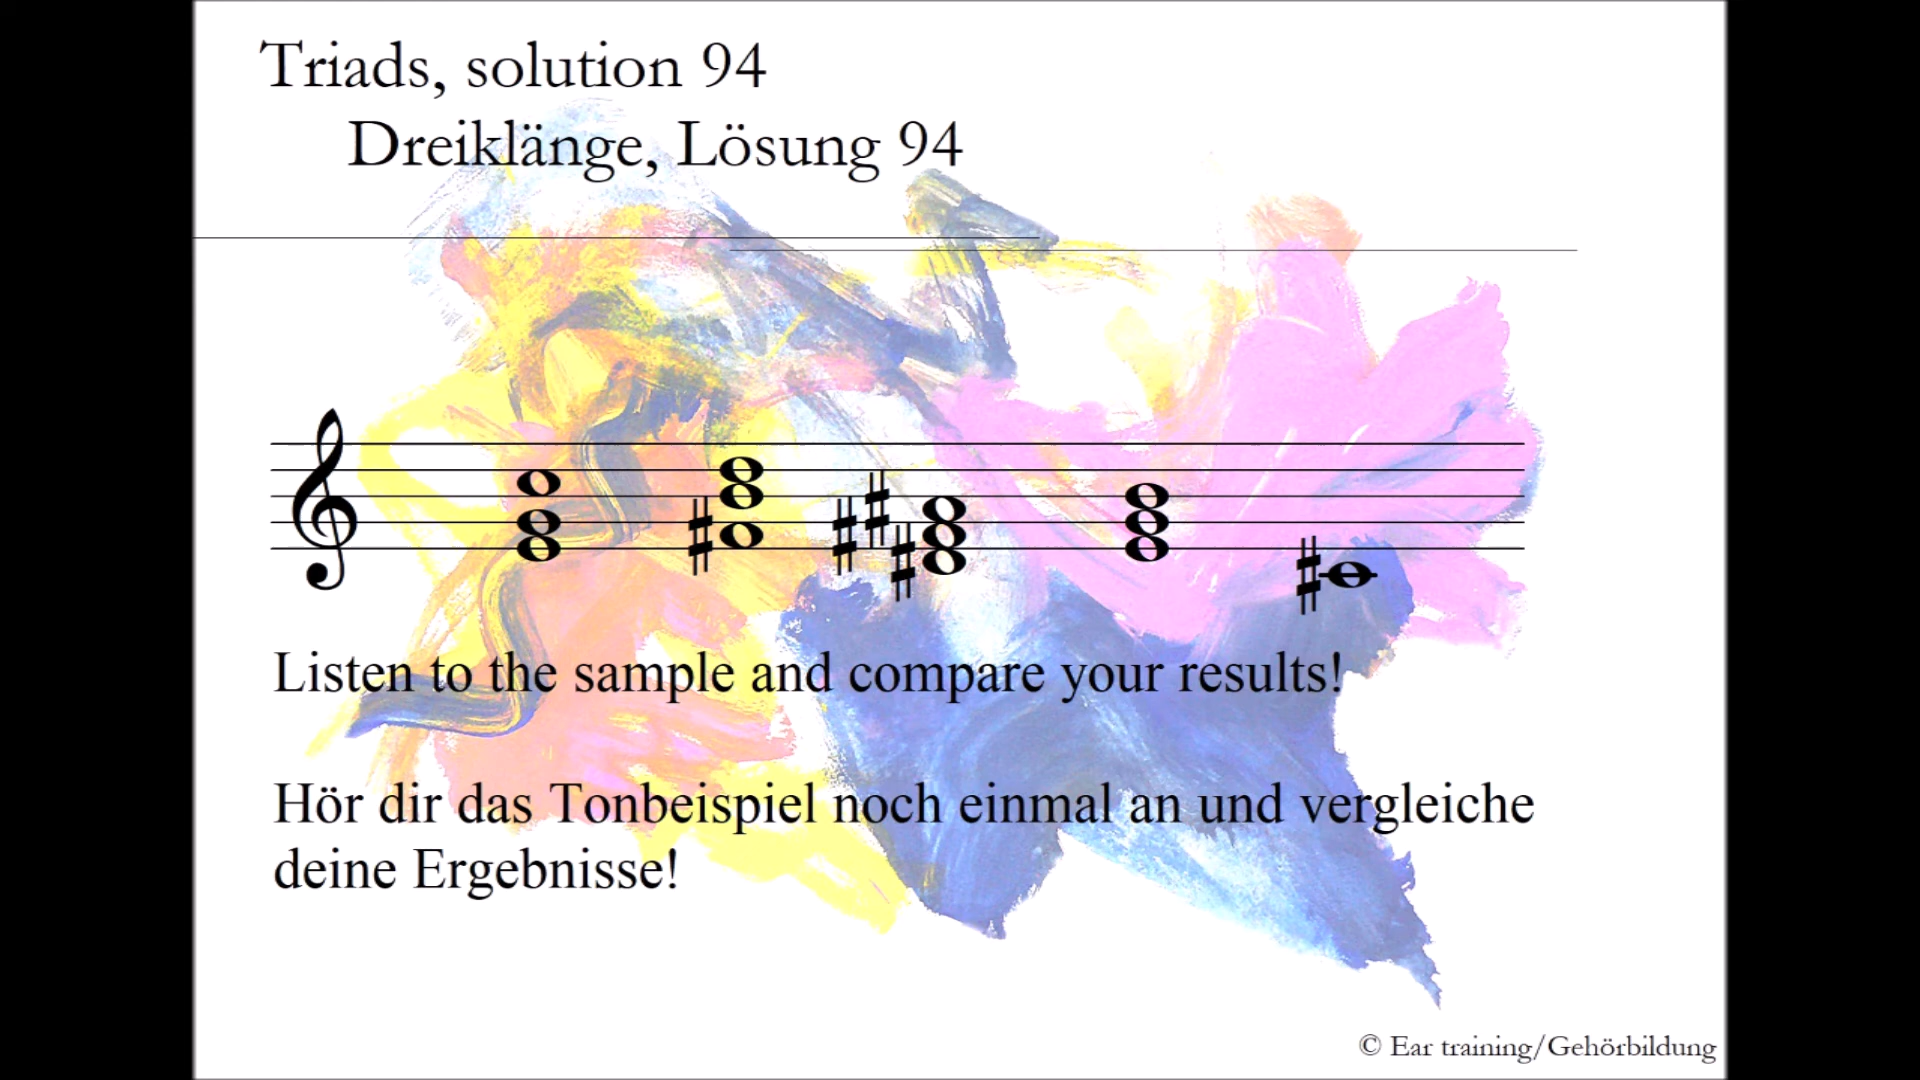 Triads, solution 94
Dreiklänge, Lösung 94
Listen to the sample and compare your results!
Hör dir das Tonbeispiel noch einmal an und vergleiche
deine Ergebnisse!
© Ear training/Gehörbildung